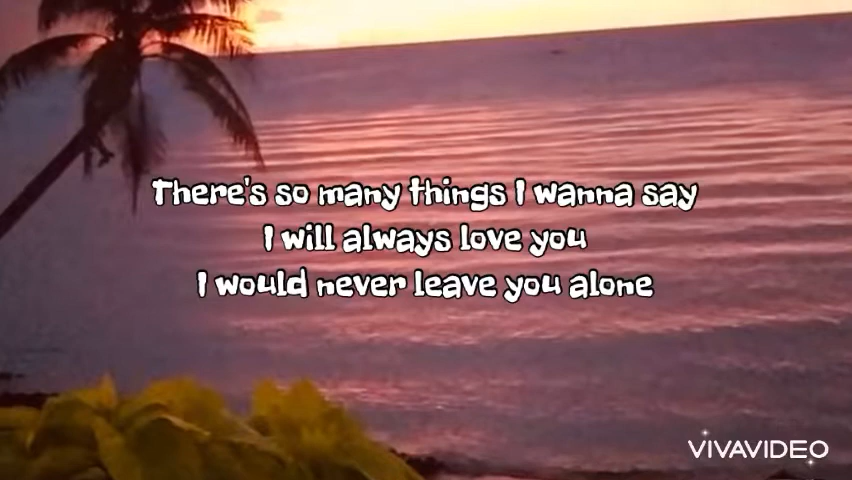 There's so many things I wanna say
I will always love you
I would never leave you alone
VIVAVIDEO